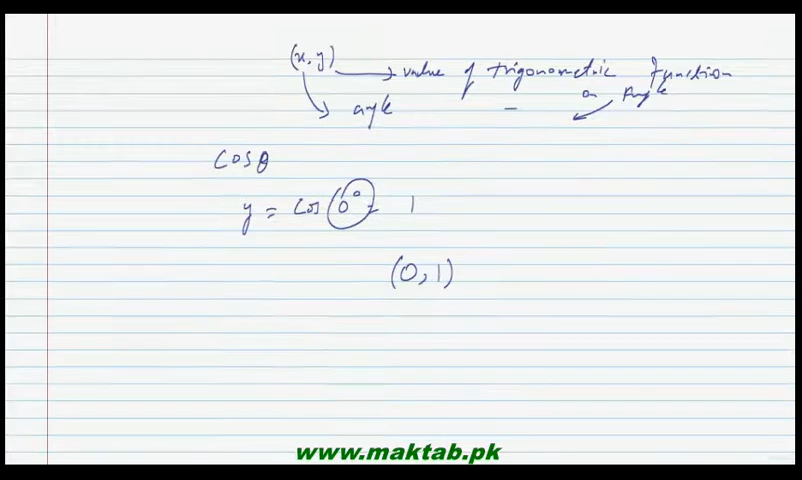 (x, y) → value of trigonometric function
angle on Angle
cos θ
y = cos(0° = 1
(0, 1)
www.maktab.pk